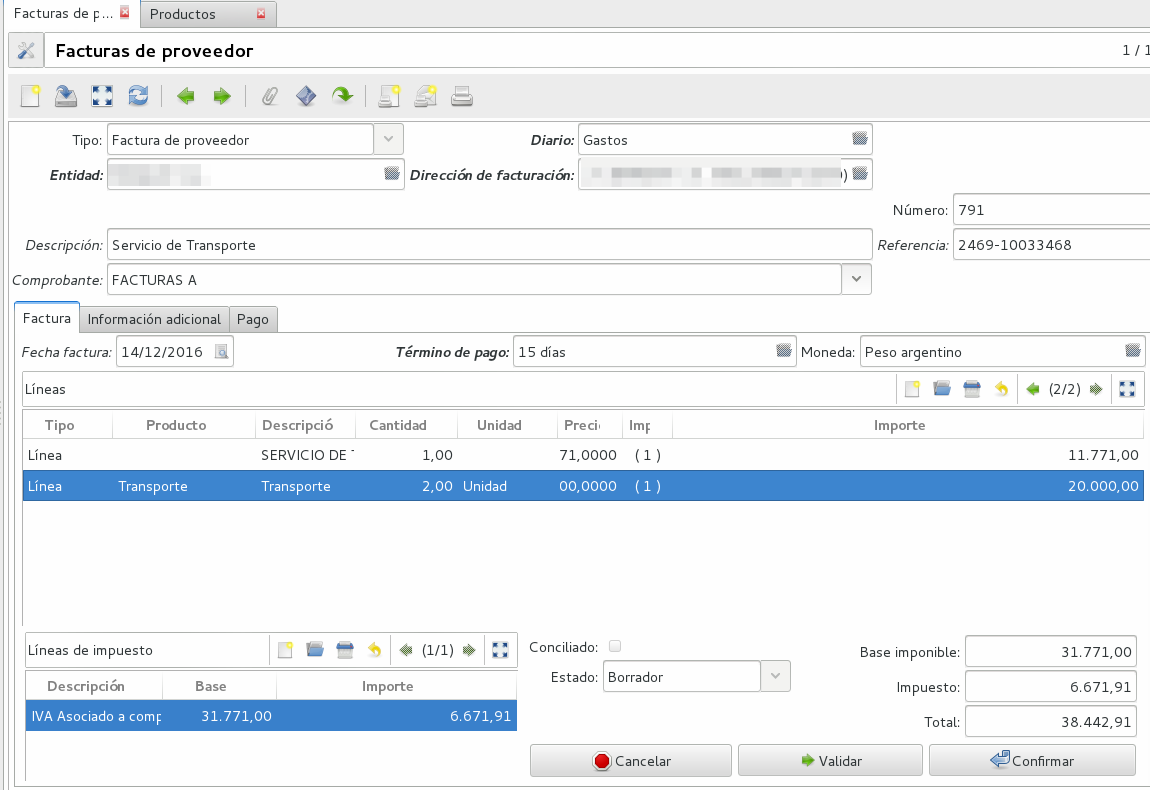 Facturas de p... Productos
Facturas de proveedor 1 / 1
Tipo: Factura de proveedor Diario: Gastos
Entidad: Dirección de facturación: )
Número: 791
Descripción: Servicio de Transporte Referencia: 2469-10033468
Comprobante: FACTURAS A
Factura Información adicional Pago
Fecha factura: 14/12/2016 Término de pago: 15 días Moneda: Peso argentino
Líneas (2/2)
Tipo Producto Descripció Cantidad Unidad Preci Imp Importe
Línea SERVICIO DE 1,00 71,0000 ( 1 ) 11.771,00
Línea Transporte Transporte 2,00 Unidad 00,0000 ( 1 ) 20.000,00
Líneas de impuesto (1/1)
Descripción Base Importe
IVA Asociado a comp 31.771,00 6.671,91
Conciliado:
Estado: Borrador
Base imponible: 31.771,00
Impuesto: 6.671,91
Total: 38.442,91
Cancelar Validar Confirmar